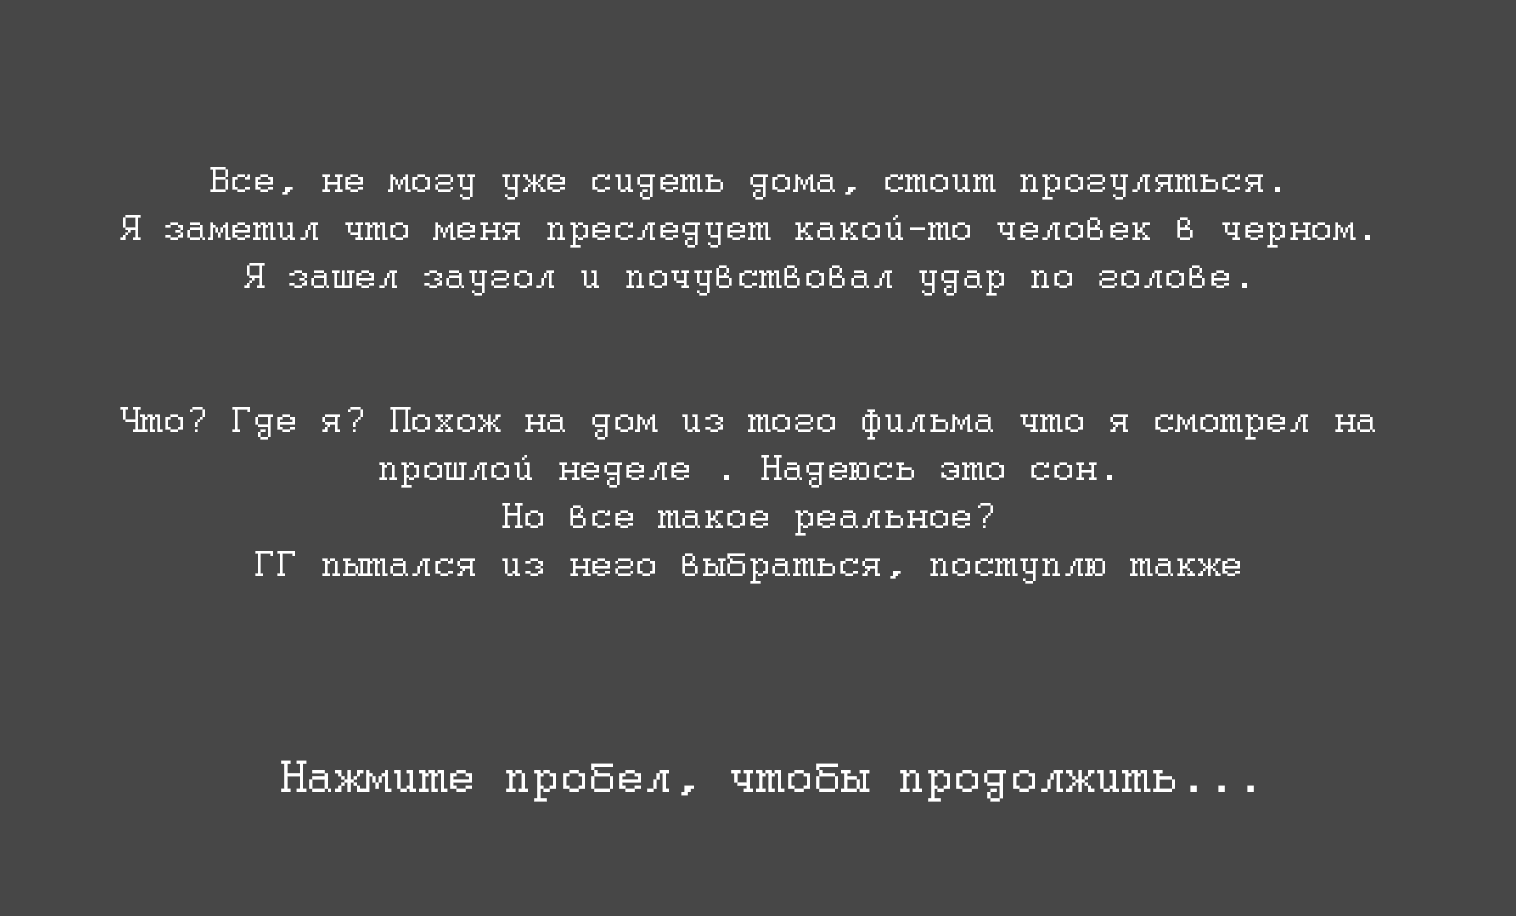 Все, не могу уже сидеть дома, стоит прогуляться.
Я заметил что меня преследует какой-то человек в черном.
Я зашел заугол и почувствовал удар по голове.
Что? Где я? Похож на дом из того фильма что я смотрел на
прошлой неделе . Надеюсь это сон.
Но все такое реальное?
ГГ пытался из него выбраться, поступлю также
Нажмите пробел, чтобы продолжить...